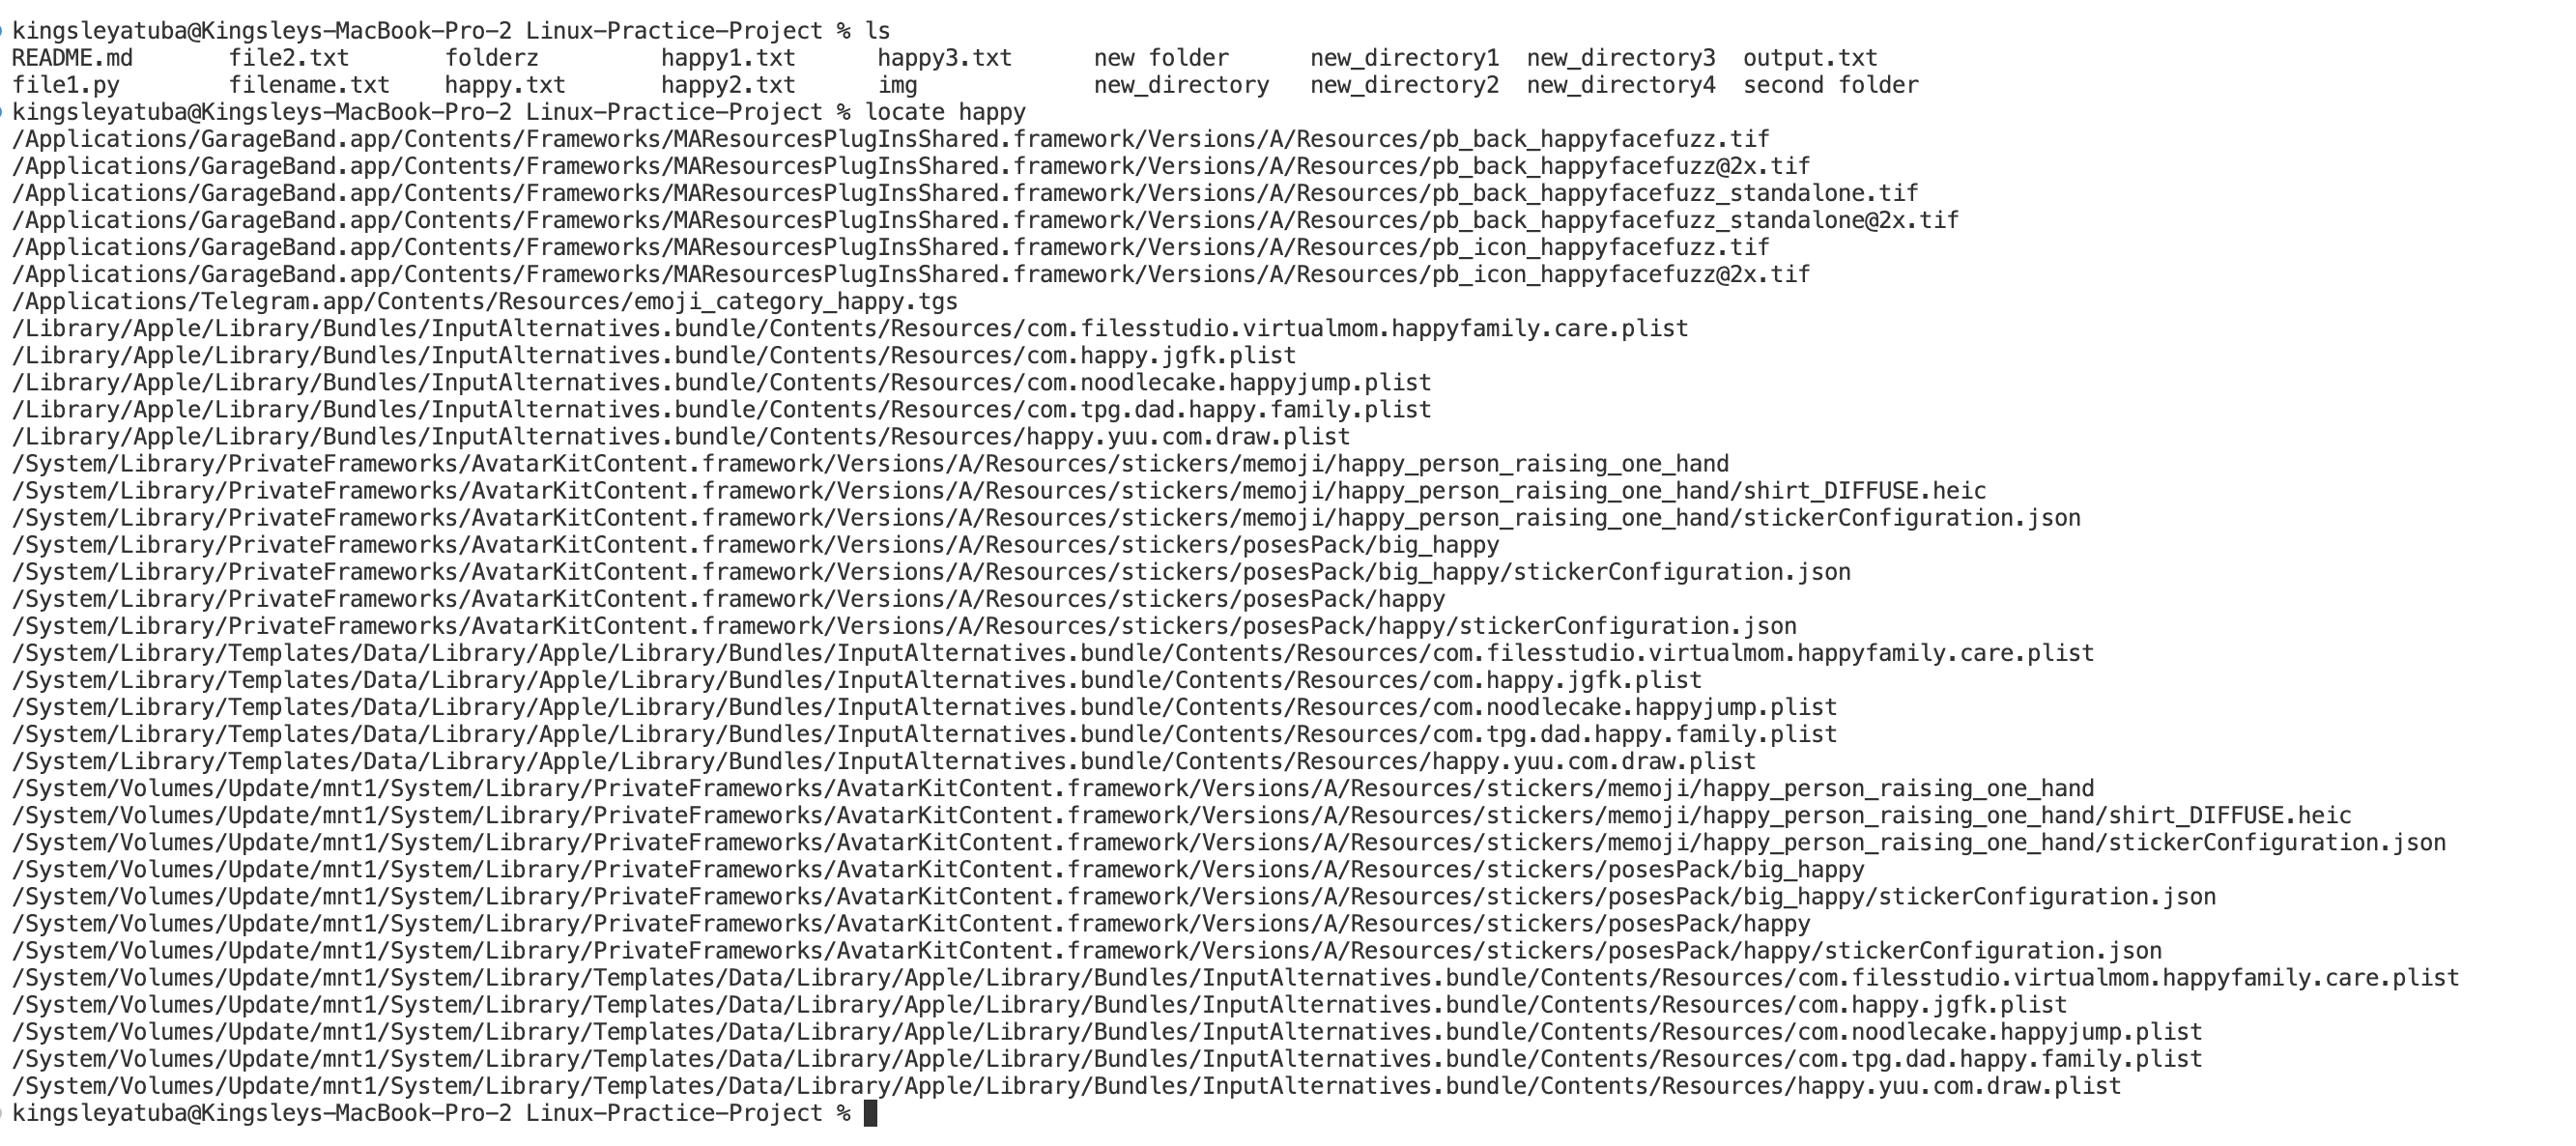 kingsleyatuba@Kingsleys-MacBook-Pro-2 Linux-Practice-Project % ls
README.md file2.txt folderz happy1.txt happy3.txt new folder new_directory1 new_directory3 output.txt
file1.py filename.txt happy.txt happy2.txt img new_directory new_directory2 new_directory4 second folder
kingsleyatuba@Kingsleys-MacBook-Pro-2 Linux-Practice-Project % locate happy
/Applications/GarageBand.app/Contents/Frameworks/MAResourcesPlugInsShared.framework/Versions/A/Resources/pb_back_happyfacefuzz.tif
/Applications/GarageBand.app/Contents/Frameworks/MAResourcesPlugInsShared.framework/Versions/A/Resources/pb_back_happyfacefuzz@2x.tif
/Applications/GarageBand.app/Contents/Frameworks/MAResourcesPlugInsShared.framework/Versions/A/Resources/pb_back_happyfacefuzz_standalone.tif
/Applications/GarageBand.app/Contents/Frameworks/MAResourcesPlugInsShared.framework/Versions/A/Resources/pb_back_happyfacefuzz_standalone@2x.tif
/Applications/GarageBand.app/Contents/Frameworks/MAResourcesPlugInsShared.framework/Versions/A/Resources/pb_icon_happyfacefuzz.tif
/Applications/GarageBand.app/Contents/Frameworks/MAResourcesPlugInsShared.framework/Versions/A/Resources/pb_icon_happyfacefuzz@2x.tif
/Applications/Telegram.app/Contents/Resources/emoji_category_happy.tgs
/Library/Apple/Library/Bundles/InputAlternatives.bundle/Contents/Resources/com.filesstudio.virtualmom.happyfamily.care.plist
/Library/Apple/Library/Bundles/InputAlternatives.bundle/Contents/Resources/com.happy.jgfk.plist
/Library/Apple/Library/Bundles/InputAlternatives.bundle/Contents/Resources/com.noodlecake.happyjump.plist
/Library/Apple/Library/Bundles/InputAlternatives.bundle/Contents/Resources/com.tpg.dad.happy.family.plist
/Library/Apple/Library/Bundles/InputAlternatives.bundle/Contents/Resources/happy.yuu.com.draw.plist
/System/Library/PrivateFrameworks/AvatarKitContent.framework/Versions/A/Resources/stickers/memoji/happy_person_raising_one_hand
/System/Library/PrivateFrameworks/AvatarKitContent.framework/Versions/A/Resources/stickers/memoji/happy_person_raising_one_hand/shirt_DIFFUSE.heic
/System/Library/PrivateFrameworks/AvatarKitContent.framework/Versions/A/Resources/stickers/memoji/happy_person_raising_one_hand/stickerConfiguration.json
/System/Library/PrivateFrameworks/AvatarKitContent.framework/Versions/A/Resources/stickers/posesPack/big_happy
/System/Library/PrivateFrameworks/AvatarKitContent.framework/Versions/A/Resources/stickers/posesPack/big_happy/stickerConfiguration.json
/System/Library/PrivateFrameworks/AvatarKitContent.framework/Versions/A/Resources/stickers/posesPack/happy
/System/Library/PrivateFrameworks/AvatarKitContent.framework/Versions/A/Resources/stickers/posesPack/happy/stickerConfiguration.json
/System/Library/Templates/Data/Library/Apple/Library/Bundles/InputAlternatives.bundle/Contents/Resources/com.filesstudio.virtualmom.happyfamily.care.plist
/System/Library/Templates/Data/Library/Apple/Library/Bundles/InputAlternatives.bundle/Contents/Resources/com.happy.jgfk.plist
/System/Library/Templates/Data/Library/Apple/Library/Bundles/InputAlternatives.bundle/Contents/Resources/com.noodlecake.happyjump.plist
/System/Library/Templates/Data/Library/Apple/Library/Bundles/InputAlternatives.bundle/Contents/Resources/com.tpg.dad.happy.family.plist
/System/Library/Templates/Data/Library/Apple/Library/Bundles/InputAlternatives.bundle/Contents/Resources/happy.yuu.com.draw.plist
/System/Volumes/Update/mnt1/System/Library/PrivateFrameworks/AvatarKitContent.framework/Versions/A/Resources/stickers/memoji/happy_person_raising_one_hand
/System/Volumes/Update/mnt1/System/Library/PrivateFrameworks/AvatarKitContent.framework/Versions/A/Resources/stickers/memoji/happy_person_raising_one_hand/shirt_DIFFUSE.heic
/System/Volumes/Update/mnt1/System/Library/PrivateFrameworks/AvatarKitContent.framework/Versions/A/Resources/stickers/memoji/happy_person_raising_one_hand/stickerConfiguration.json
/System/Volumes/Update/mnt1/System/Library/PrivateFrameworks/AvatarKitContent.framework/Versions/A/Resources/stickers/posesPack/big_happy
/System/Volumes/Update/mnt1/System/Library/PrivateFrameworks/AvatarKitContent.framework/Versions/A/Resources/stickers/posesPack/big_happy/stickerConfiguration.json
/System/Volumes/Update/mnt1/System/Library/PrivateFrameworks/AvatarKitContent.framework/Versions/A/Resources/stickers/posesPack/happy
/System/Volumes/Update/mnt1/System/Library/PrivateFrameworks/AvatarKitContent.framework/Versions/A/Resources/stickers/posesPack/happy/stickerConfiguration.json
/System/Volumes/Update/mnt1/System/Library/Templates/Data/Library/Apple/Library/Bundles/InputAlternatives.bundle/Contents/Resources/com.filesstudio.virtualmom.happyfamily.care.plist
/System/Volumes/Update/mnt1/System/Library/Templates/Data/Library/Apple/Library/Bundles/InputAlternatives.bundle/Contents/Resources/com.happy.jgfk.plist
/System/Volumes/Update/mnt1/System/Library/Templates/Data/Library/Apple/Library/Bundles/InputAlternatives.bundle/Contents/Resources/com.noodlecake.happyjump.plist
/System/Volumes/Update/mnt1/System/Library/Templates/Data/Library/Apple/Library/Bundles/InputAlternatives.bundle/Contents/Resources/com.tpg.dad.happy.family.plist
/System/Volumes/Update/mnt1/System/Library/Templates/Data/Library/Apple/Library/Bundles/InputAlternatives.bundle/Contents/Resources/happy.yuu.com.draw.plist
kingsleyatuba@Kingsleys-MacBook-Pro-2 Linux-Practice-Project %